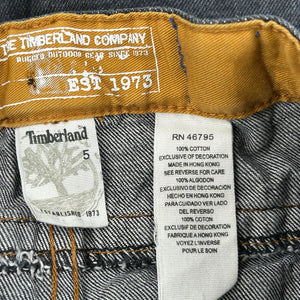 THE TIMBERLAND COMPANY
RUGGED OUTDOOR GEAR SINCE 1973
EST 1973
Timberland
5
ESTABLISHED 1973
RN 46795
100% COTTON
EXCLUSIVE OF DECORATION
MADE IN HONG KONG
SEE REVERSE FOR CARE
100% ALGODON
EXCLUSIVO DE DECORACION
HECHO EN HONG KONG
PARA CUIDADO VER LADO
DEL REVERSO
100% COTON
EXCLUSIF DE DÉCORATION
FABRIQUE A HONG KONG
VOYEZ L'INVERSE
POUR LE SOIN